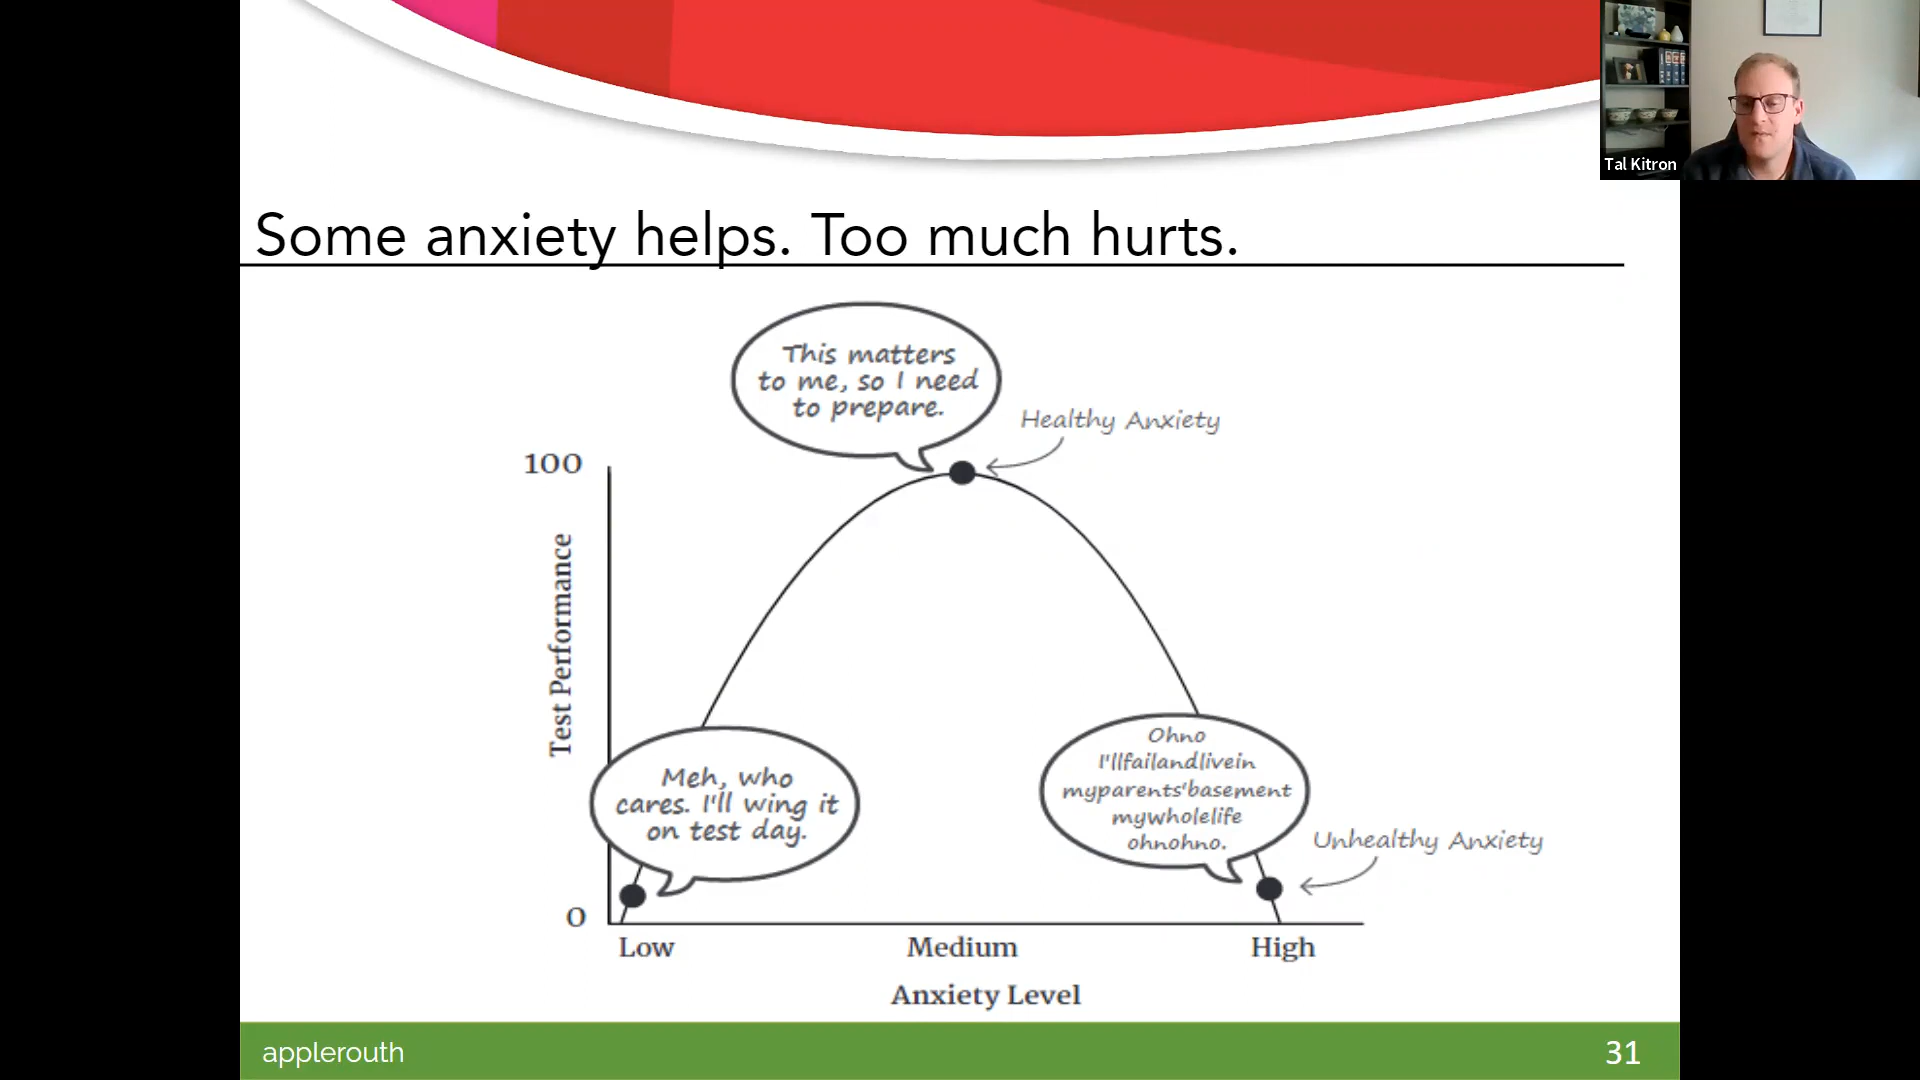 Tal Kitron
Some anxiety helps. Too much hurts.
This matters
to me, so I need
to prepare.
Healthy Anxiety
100
Test Performance
Meh, who
cares. I'll wing it
on test day.
Ohno
I'llfailandlivein
myparents'basement
mywholelife
ohnohno.
Unhealthy Anxiety
0
Low
Medium
High
Anxiety Level
applerouth
31